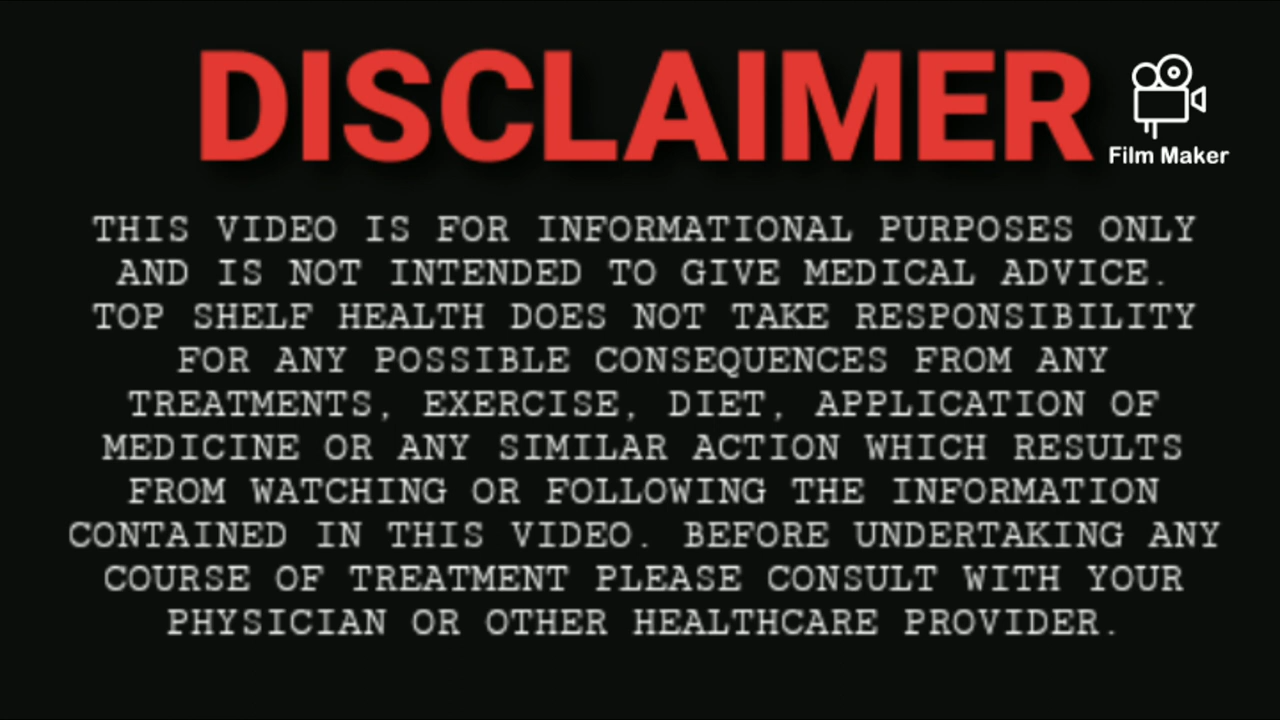 DISCLAIMER
Film Maker
THIS VIDEO IS FOR INFORMATIONAL PURPOSES ONLY
AND IS NOT INTENDED TO GIVE MEDICAL ADVICE.
TOP SHELF HEALTH DOES NOT TAKE RESPONSIBILITY
FOR ANY POSSIBLE CONSEQUENCES FROM ANY
TREATMENTS, EXERCISE, DIET, APPLICATION OF
MEDICINE OR ANY SIMILAR ACTION WHICH RESULTS
FROM WATCHING OR FOLLOWING THE INFORMATION
CONTAINED IN THIS VIDEO. BEFORE UNDERTAKING ANY
COURSE OF TREATMENT PLEASE CONSULT WITH YOUR
PHYSICIAN OR OTHER HEALTHCARE PROVIDER.